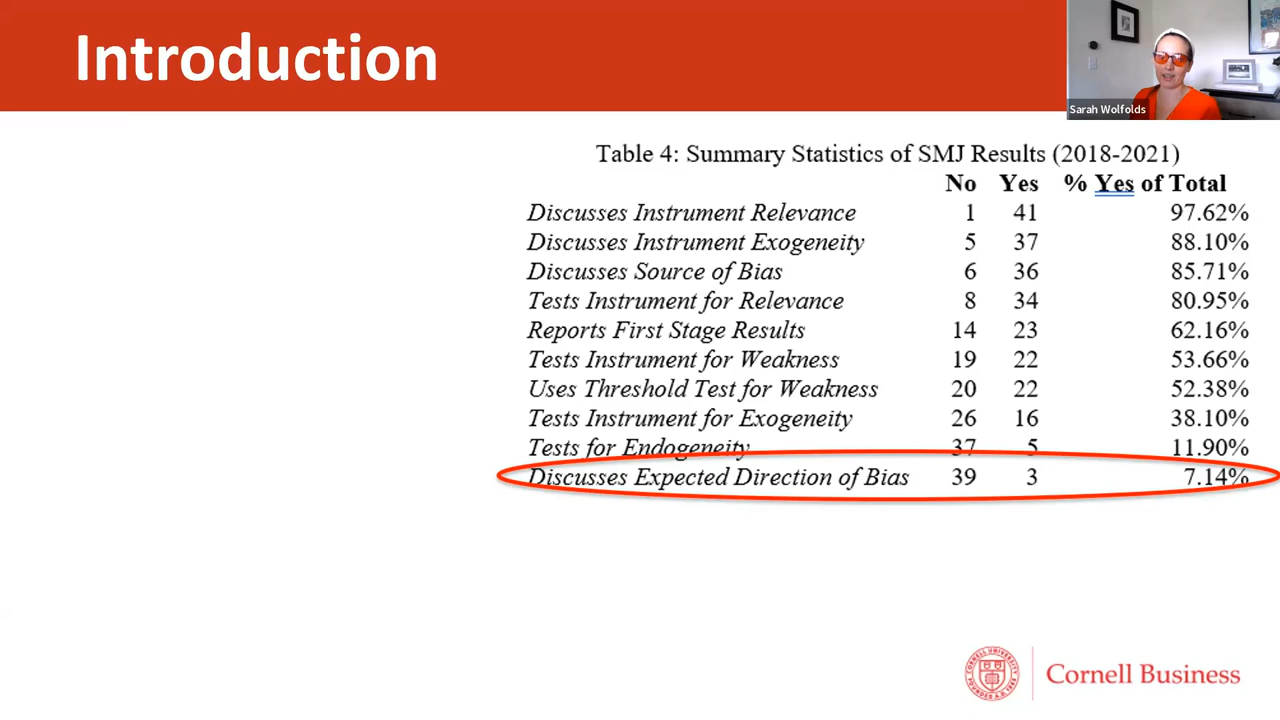 Introduction
Sarah Wolfolds
Table 4: Summary Statistics of SMJ Results (2018-2021)
No Yes % Yes of Total
Discusses Instrument Relevance 1 41 97.62%
Discusses Instrument Exogeneity 5 37 88.10%
Discusses Source of Bias 6 36 85.71%
Tests Instrument for Relevance 8 34 80.95%
Reports First Stage Results 14 23 62.16%
Tests Instrument for Weakness 19 22 53.66%
Uses Threshold Test for Weakness 20 22 52.38%
Tests Instrument for Exogeneity 26 16 38.10%
Tests for Endogeneity 37 5 11.90%
Discusses Expected Direction of Bias 39 3 7.14%
Cornell Business